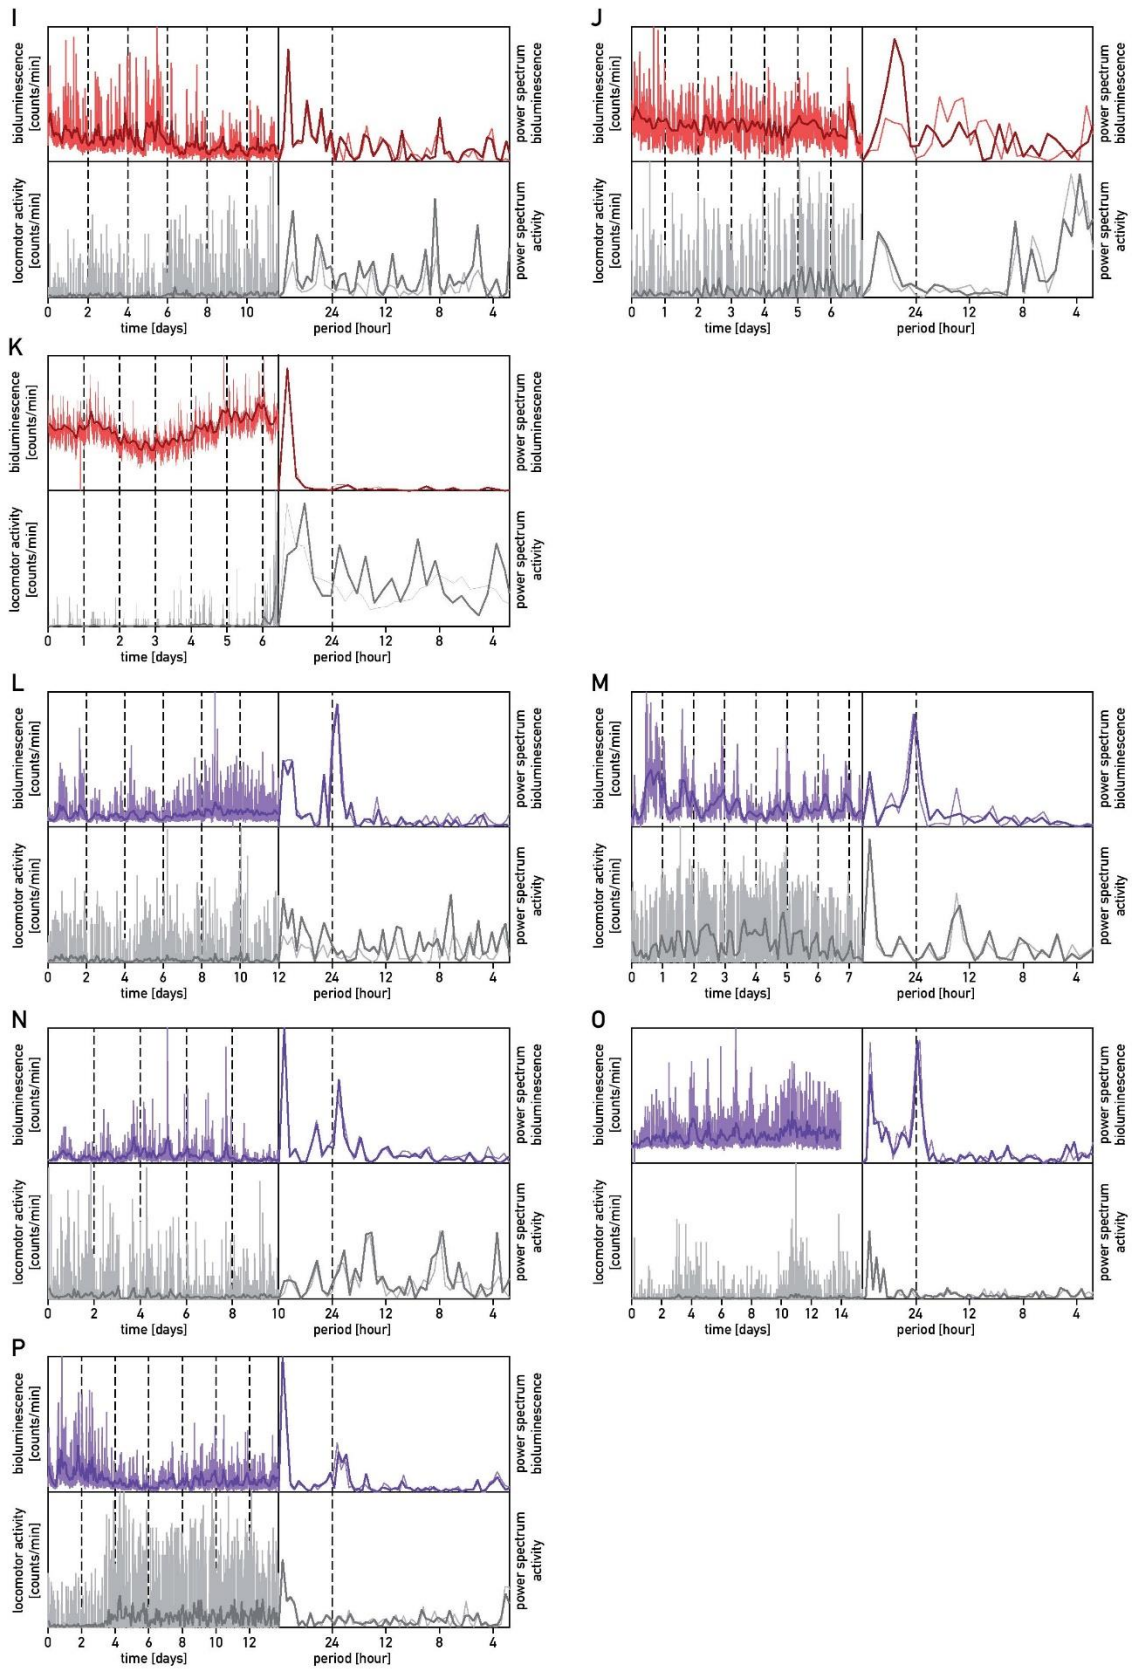 I
bioluminescence
[counts/min]
power spectrum
bioluminescence
locomotor activity
[counts/min]
power spectrum
activity
0 2 4 6 8 10 24 12 8 4
time [days] period [hour]
J
bioluminescence
[counts/min]
power spectrum
bioluminescence
locomotor activity
[counts/min]
power spectrum
activity
0 1 2 3 4 5 6 24 12 8 4
time [days] period [hour]
K
bioluminescence
[counts/min]
power spectrum
bioluminescence
locomotor activity
[counts/min]
power spectrum
activity
0 1 2 3 4 5 6 24 12 8 4
time [days] period [hour]
L
bioluminescence
[counts/min]
power spectrum
bioluminescence
locomotor activity
[counts/min]
power spectrum
activity
0 2 4 6 8 10 12 24 12 8 4
time [days] period [hour]
M
bioluminescence
[counts/min]
power spectrum
bioluminescence
locomotor activity
[counts/min]
power spectrum
activity
0 1 2 3 4 5 6 7 24 12 8 4
time [days] period [hour]
N
bioluminescence
[counts/min]
power spectrum
bioluminescence
locomotor activity
[counts/min]
power spectrum
activity
0 2 4 6 8 10 24 12 8 4
time [days] period [hour]
O
bioluminescence
[counts/min]
power spectrum
bioluminescence
locomotor activity
[counts/min]
power spectrum
activity
0 2 4 6 8 10 12 14 24 12 8 4
time [days] period [hour]
P
bioluminescence
[counts/min]
power spectrum
bioluminescence
locomotor activity
[counts/min]
power spectrum
activity
0 2 4 6 8 10 12 24 12 8 4
time [days] period [hour]